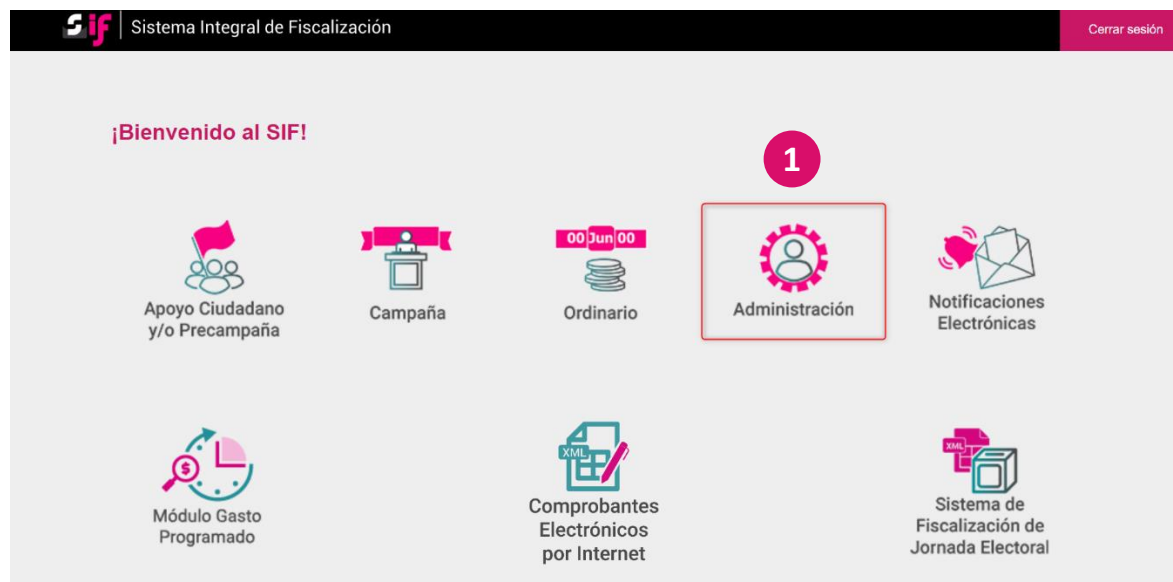 sif Sistema Integral de Fiscalización
Cerrar sesión
¡Bienvenido al SIF!
1
Apoyo Ciudadano
y/o Precampaña
Campaña
00 Jun 00
Ordinario
Administración
Notificaciones
Electrónicas
$
Módulo Gasto
Programado
XML
Comprobantes
Electrónicos
por Internet
XML
Sistema de
Fiscalización de
Jornada Electoral